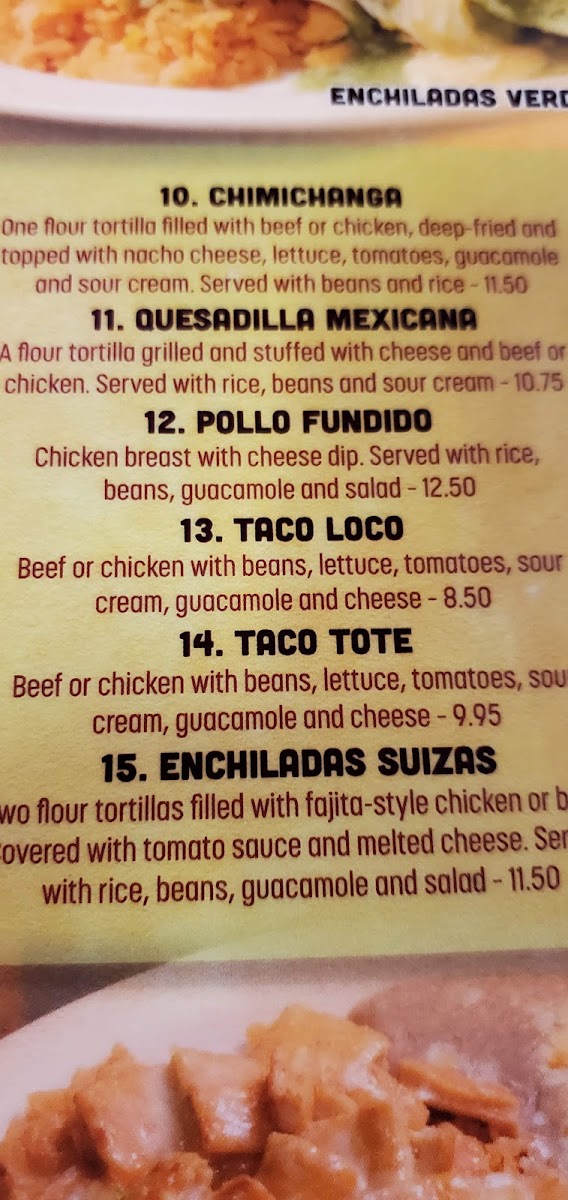 ENCHILADAS
10. CHIMICHANGA
One flour tortilla filled with beef or chicken, deep-fried and
topped with nacho cheese, lettuce, tomatoes, guacamole
and sour cream. Served with beans and rice - 11.50
11. QUESADILLA MEXICANA
A flour tortilla grilled and stuffed with cheese and beef or
chicken. Served with rice, beans and sour cream - 10.75
12. POLLO FUNDIDO
Chicken breast with cheese dip. Served with rice,
beans, guacamole and salad - 12.50
13. TACO LOCO
Beef or chicken with beans, lettuce, tomatoes, sour
cream, guacamole and cheese - 8.50
14. TACO TOTE
Beef or chicken with beans, lettuce, tomatoes,
cream, guacamole and cheese - 9.95
15. ENCHILADAS SUIZAS
flour tortillas filled with fajita-style chicken or
with tomato sauce and melted cheese.
with rice, beans, guacamole and salad - 11.50